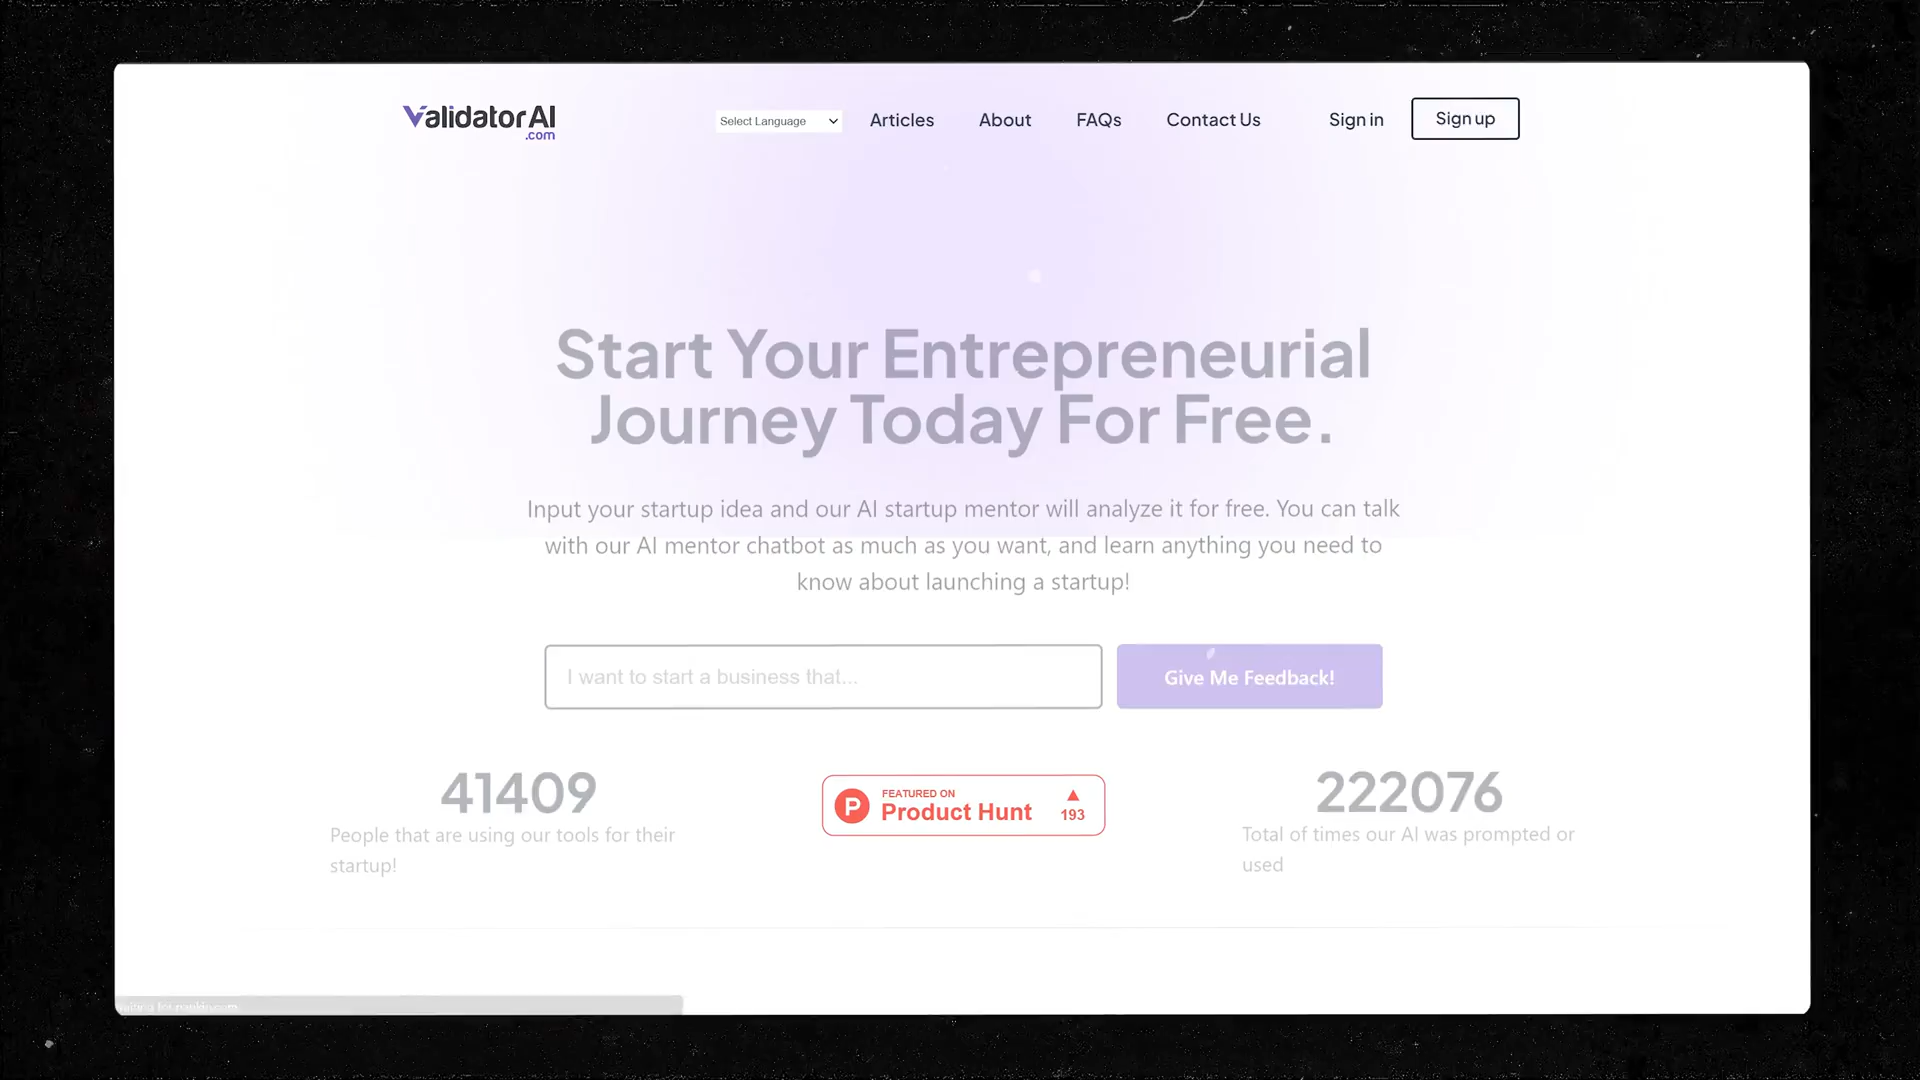 ValidatorAI
.com
Select Language
Articles
About
FAQs
Contact Us
Sign in
Sign up
Start Your Entrepreneurial
Journey Today For Free.
Input your startup idea and our AI startup mentor will analyze it for free. You can talk
with our AI mentor chatbot as much as you want, and learn anything you need to
know about launching a startup!
I want to start a business that...
Give Me Feedback!
41409
People that are using our tools for their
startup!
P
FEATURED ON
Product Hunt
193
222076
Total of times our AI was prompted or
used